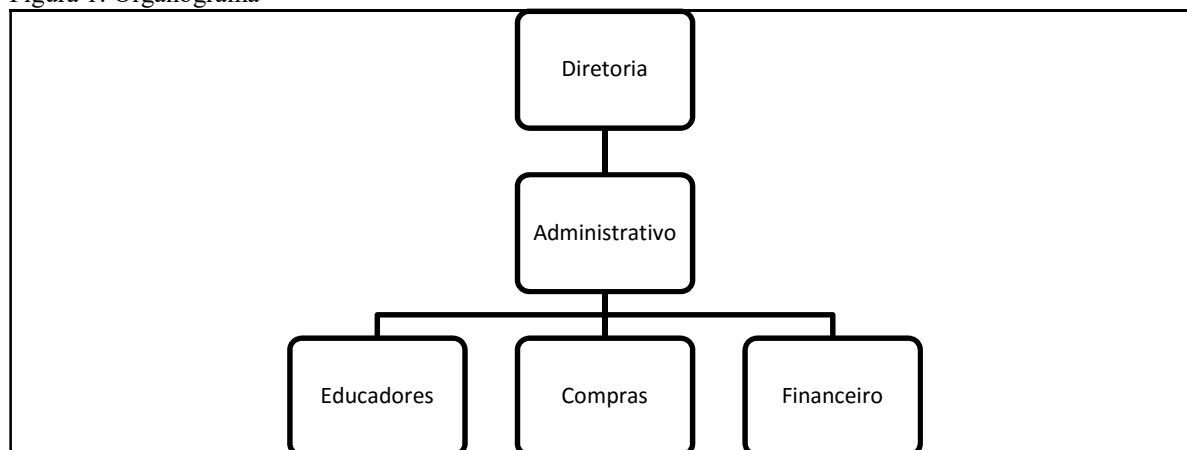 Figura 1: Organograma
Diretoria
Administrativo
Educadores
Compras
Financeiro